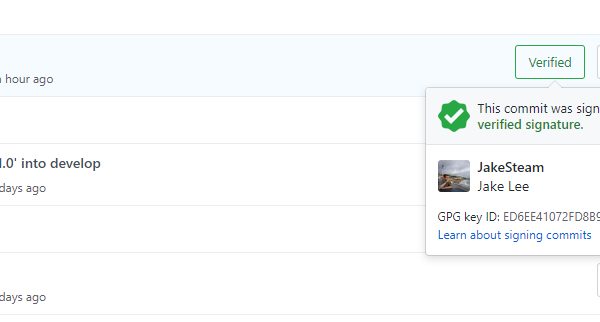 Verified
hour ago
This commit was sign
verified signature.
.0' into develop
JakeSteam
Jake Lee
days ago
GPG key ID: ED6EE41072FD8B9
Learn about signing commits
days ago